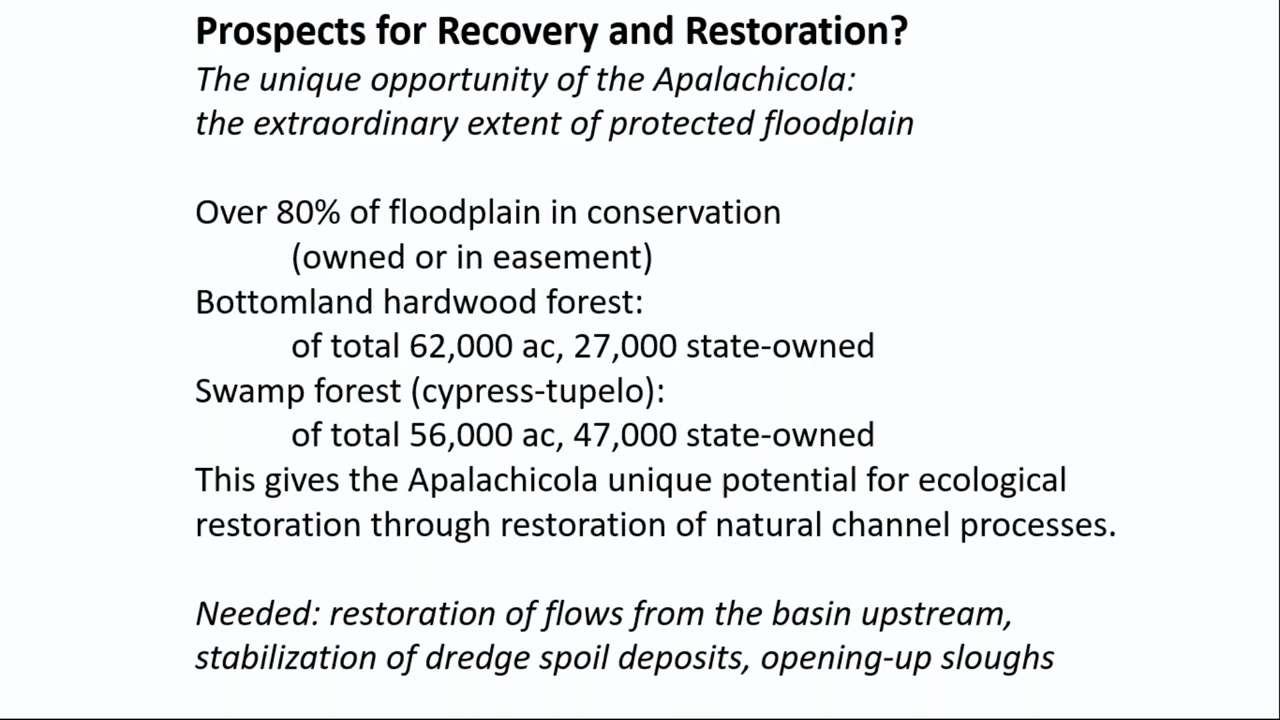 Prospects for Recovery and Restoration?
The unique opportunity of the Apalachicola:
the extraordinary extent of protected floodplain
Over 80% of floodplain in conservation
(owned or in easement)
Bottomland hardwood forest:
of total 62,000 ac, 27,000 state-owned
Swamp forest (cypress-tupelo):
of total 56,000 ac, 47,000 state-owned
This gives the Apalachicola unique potential for ecological
restoration through restoration of natural channel processes.
Needed: restoration of flows from the basin upstream,
stabilization of dredge spoil deposits, opening-up sloughs